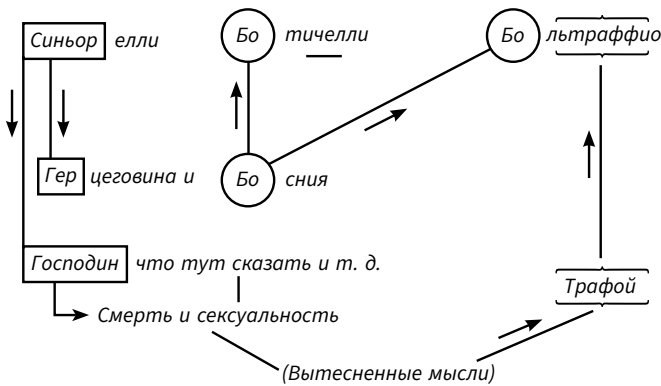 Синьор елли Бо тичелли Бо льтраффио
Гер цеговина и Бо сния
Господин что тут сказать и т. д.
Трафой
Смерть и сексуальность
(Вытесненные мысли)